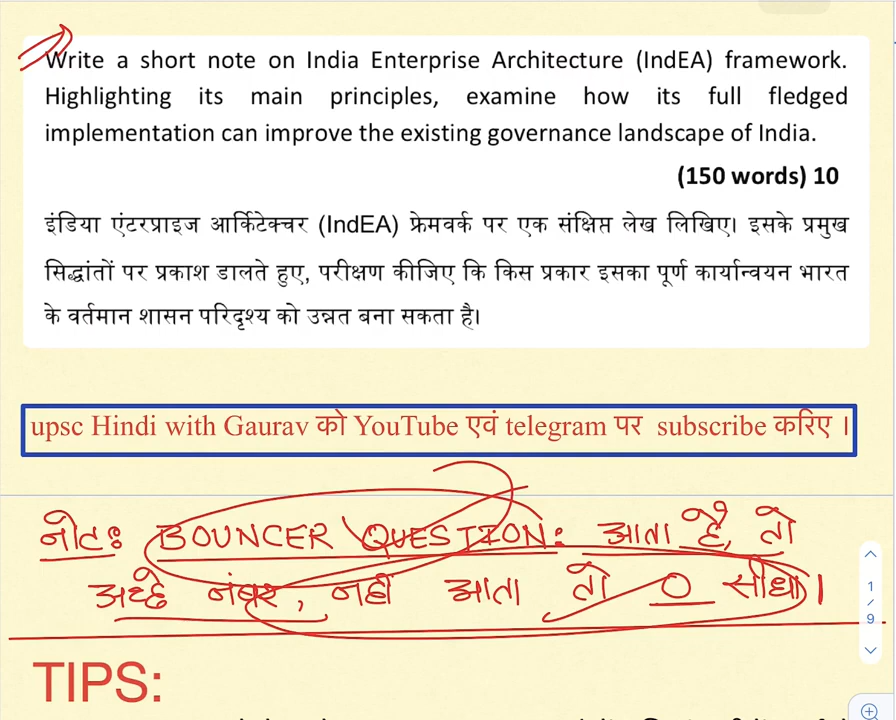 Write a short note on India Enterprise Architecture (IndEA) framework.
Highlighting its main principles, examine how its full fledged
implementation can improve the existing governance landscape of India.
(150 words) 10
इंडिया एंटरप्राइज आर्किटेक्चर (IndEA) फ्रेमवर्क पर एक संक्षिप्त लेख लिखिए। इसके प्रमुख
सिद्धांतों पर प्रकाश डालते हुए, परीक्षण कीजिए कि किस प्रकार इसका पूर्ण कार्यान्वयन भारत
के वर्तमान शासन परिदृश्य को उन्नत बना सकता है।
upsc Hindi with Gaurav को YouTube एवं telegram पर subscribe करिए ।
नोटः BOUNCER QUESTION: आता है, तो
अच्छे नंबर, नहीं आता तो 0 सीधा।
1
/
9
TIPS: